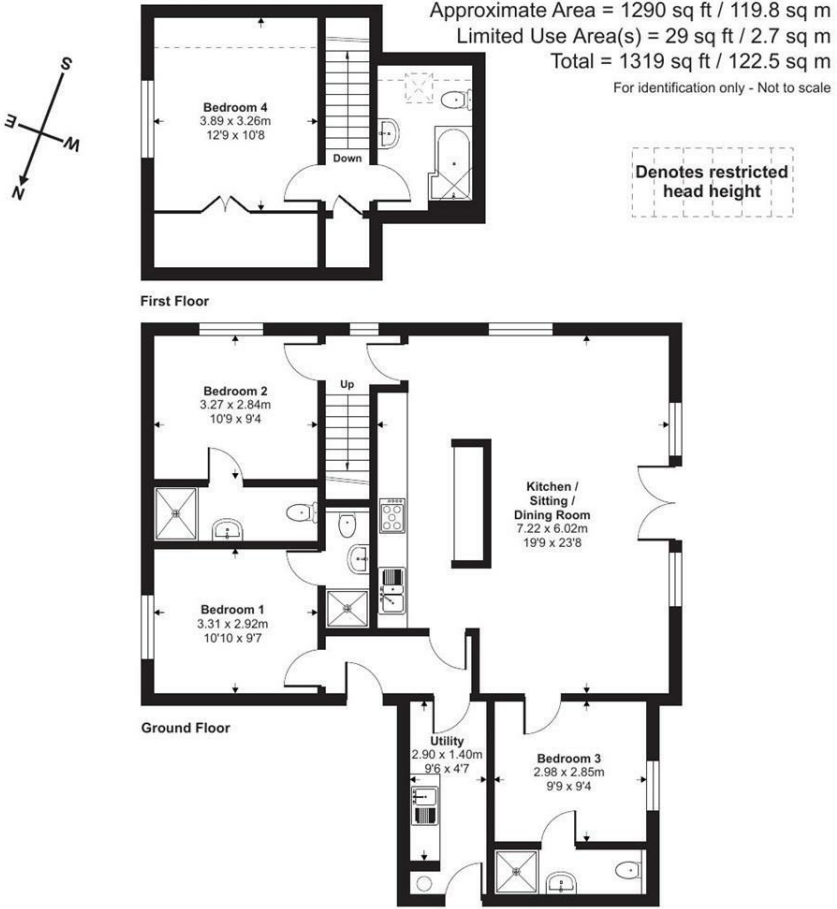 Approximate Area = 1290 sq ft / 119.8 sq m
Limited Use Area(s) = 29 sq ft / 2.7 sq m
Total = 1319 sq ft / 122.5 sq m
For identification only - Not to scale
S
E
W
N
Denotes restricted
head height
Bedroom 4
3.89 x 3.26m
12'9 x 10'8
Down
First Floor
Bedroom 2
3.27 x 2.84m
10'9 x 9'4
Up
Kitchen /
Sitting /
Dining Room
7.22 x 6.02m
19'9 x 23'8
Bedroom 1
3.31 x 2.92m
10'10 x 9'7
Ground Floor
Utility
2.90 x 1.40m
9'6 x 4'7
Bedroom 3
2.98 x 2.85m
9'9 x 9'4